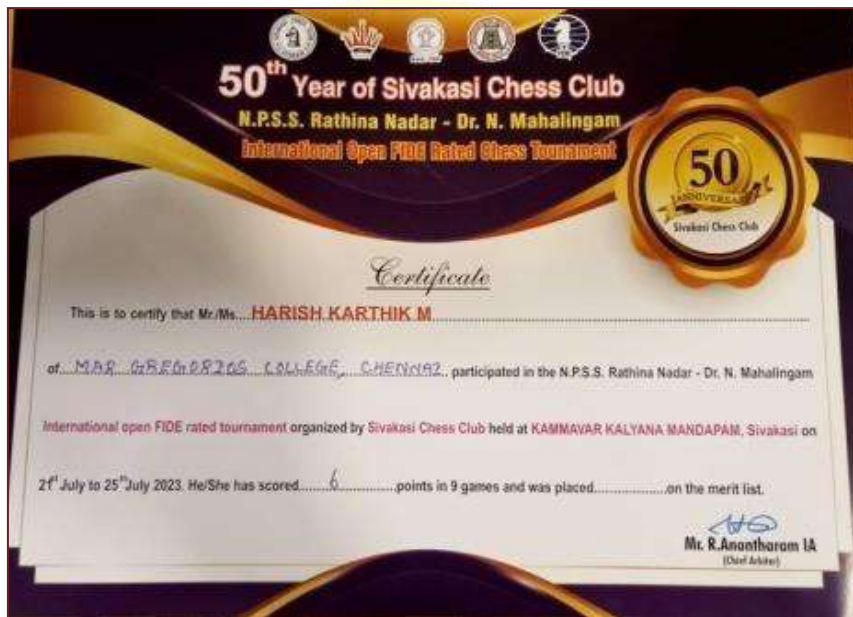 50th Year of Sivakasi Chess Club
N.P.S.S. Rathina Nadar - Dr. N. Mahalingam
International Open FIDE Rated Chess Tournament
50
ANNIVERSARY
Sivakasi Chess Club
Certificate
This is to certify that Mr./Ms....HARISH KARTHIK M
of....MAR GREGORIOS COLLEGE, CHENNAI participated in the N.P.S.S. Rathina Nadar - Dr. N. Mahalingam
International open FIDE rated tournament organized by Sivakasi Chess Club held at KAMMAVAR KALYANA MANDAPAM, Sivakasi on
21st July to 25th July 2023. He/She has scored..........6..............points in 9 games and was placed...................on the merit list.
Mr. R.Anantharam IA
(Chief Arbiter)